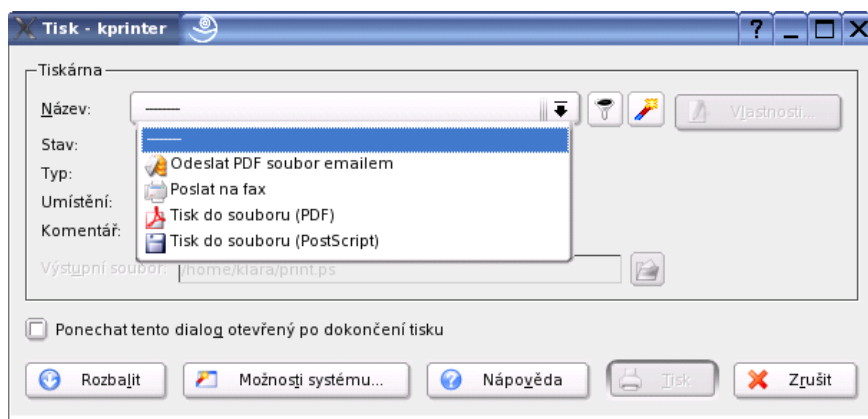 Tisk - kprinter
Tiskárna
Název: --------
Vlastnosti...
--------
Stav:
Odeslat PDF soubor emailem
Typ:
Poslat na fax
Umístění:
Tisk do souboru (PDF)
Komentář:
Tisk do souboru (PostScript)
Výstupní soubor: /home/klara/print.ps
Ponechat tento dialog otevřený po dokončení tisku
Rozbalit Možnosti systému... Nápověda Tisk Zrušit